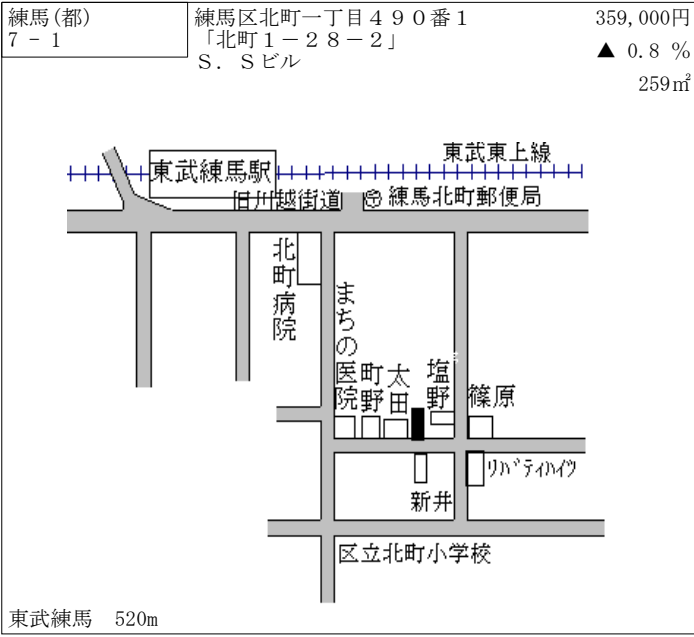 練馬(都)
7 - 1
練馬区北町一丁目４９０番１
「北町１－２８－２」
Ｓ．Ｓビル
359,000円
▲ 0.8 %
259㎡
東武東上線
東武練馬駅
旧川越街道
〶 練馬北町郵便局
北町病院
まちの医院
町野
太田
塩野
篠原
ﾘﾊﾞﾃｨﾊｲﾂ
新井
区立北町小学校
東武練馬　520m